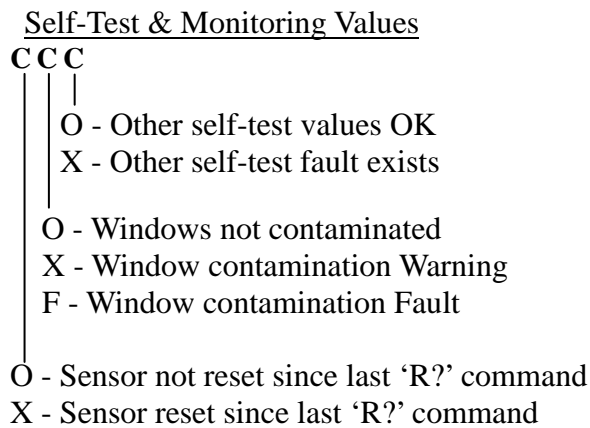 Self-Test & Monitoring Values
C C C
O - Other self-test values OK
X - Other self-test fault exists
O - Windows not contaminated
X - Window contamination Warning
F - Window contamination Fault
O - Sensor not reset since last ‘R?’ command
X - Sensor reset since last ‘R?’ command